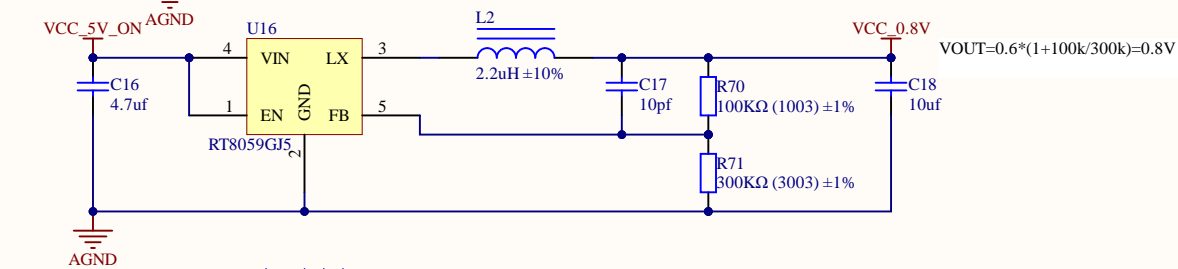 AGND
VCC_5V_ON
U16
L2
VCC_0.8V
VOUT=0.6*(1+100k/300k)=0.8V
4
VIN
LX
3
2.2uH ±10%
C16
4.7uf
C17
10pf
R70
100KΩ (1003) ±1%
C18
10uf
1
EN
GND
FB
5
RT8059GJ5
2
R71
300KΩ (3003) ±1%
AGND